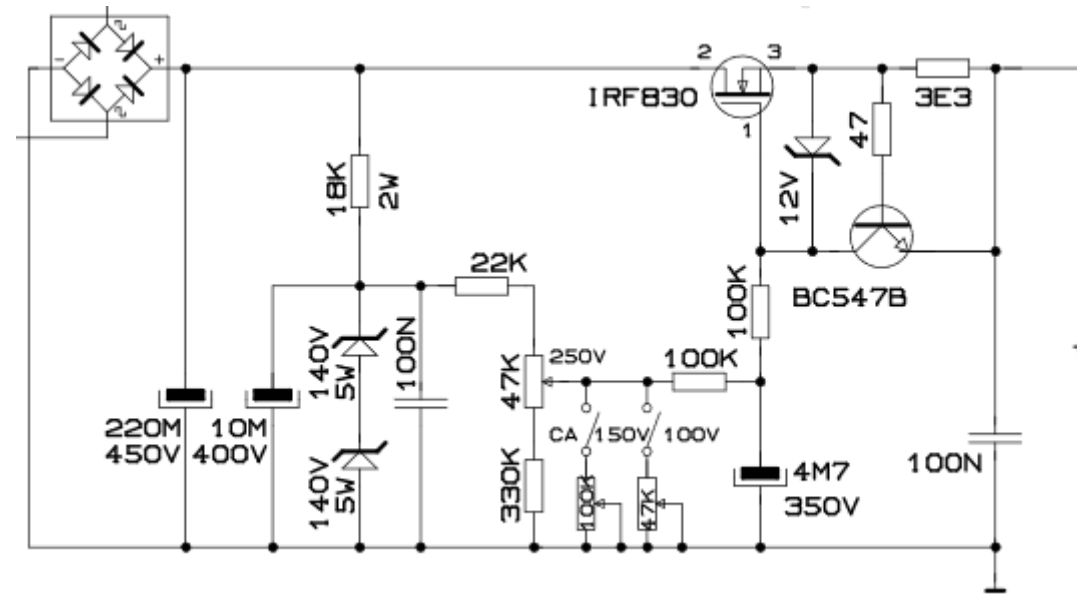 -
+
2
3
IRF830
1
3E3
47
12V
BC547B
18K
2W
22K
100K
140V
5W
100N
47K
250V
100K
220M
450V
10M
400V
CA
150V
100V
140V
5W
330K
100K
47K
4M7
350V
100N